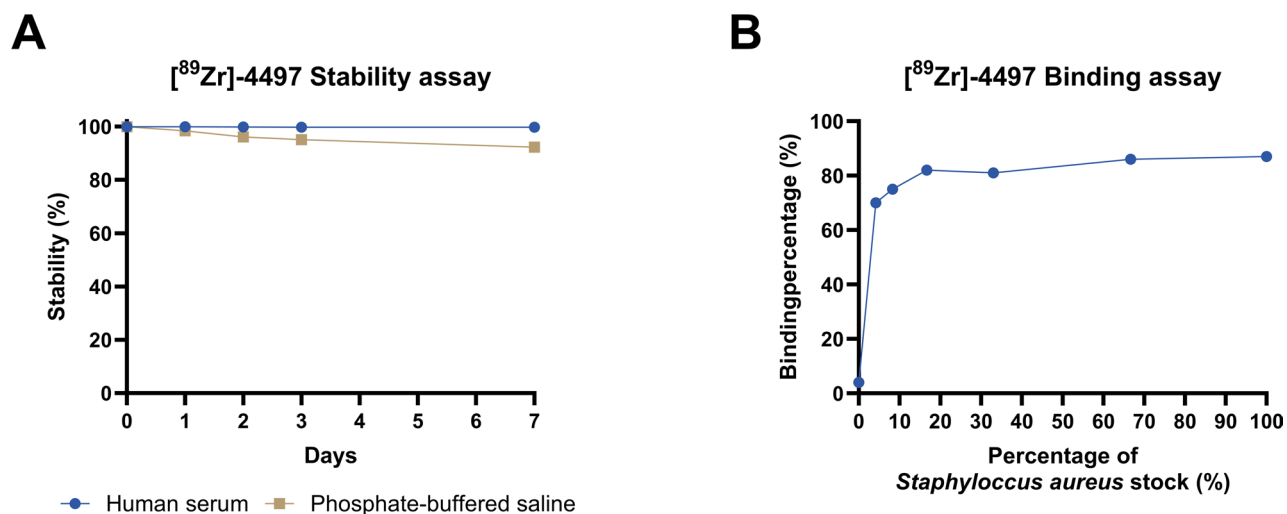 A
[⁸⁹Zr]-4497 Stability assay
Stability (%)
100
80
60
40
20
0
0 1 2 3 4 5 6 7
Days
Human serum Phosphate-buffered saline
B
[⁸⁹Zr]-4497 Binding assay
Bindingpercentage (%)
100
80
60
40
20
0
0 10 20 30 40 50 60 70 80 90 100
Percentage of
Staphyloccus aureus stock (%)